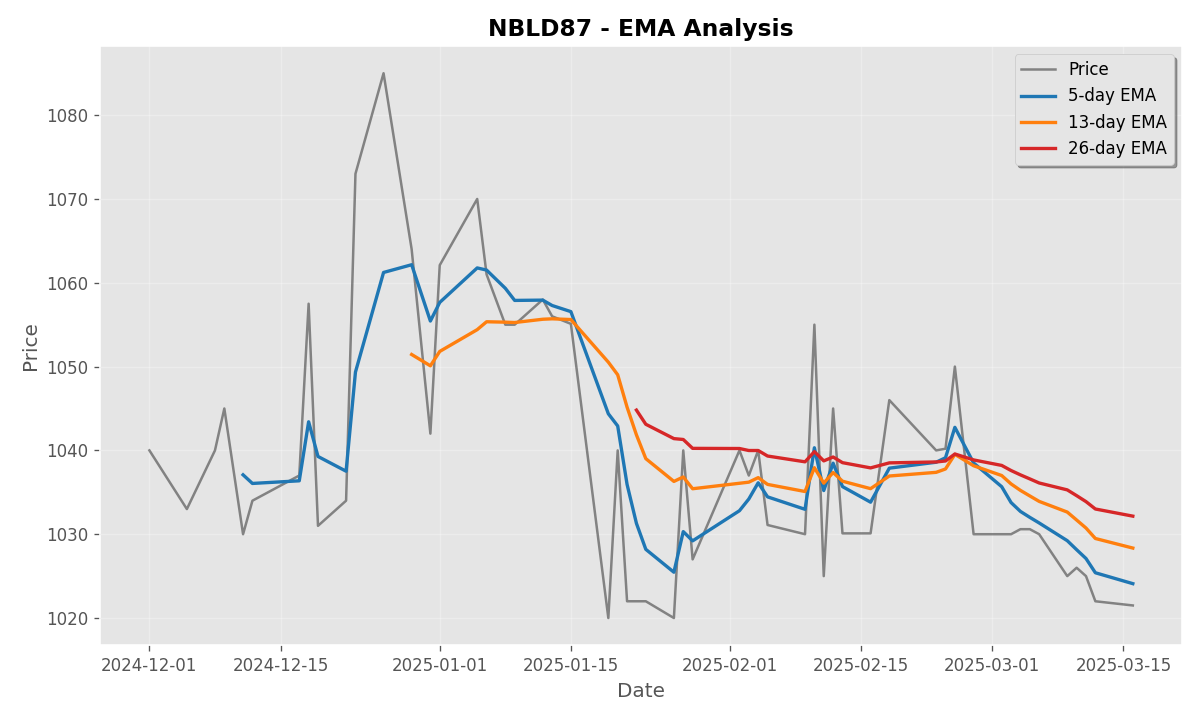 NBLD87 - EMA Analysis
Price
5-day EMA
13-day EMA
26-day EMA
1080
1070
1060
1050
1040
1030
1020
Price
2024-12-01
2024-12-15
2025-01-01
2025-01-15
2025-02-01
2025-02-15
2025-03-01
2025-03-15
Date